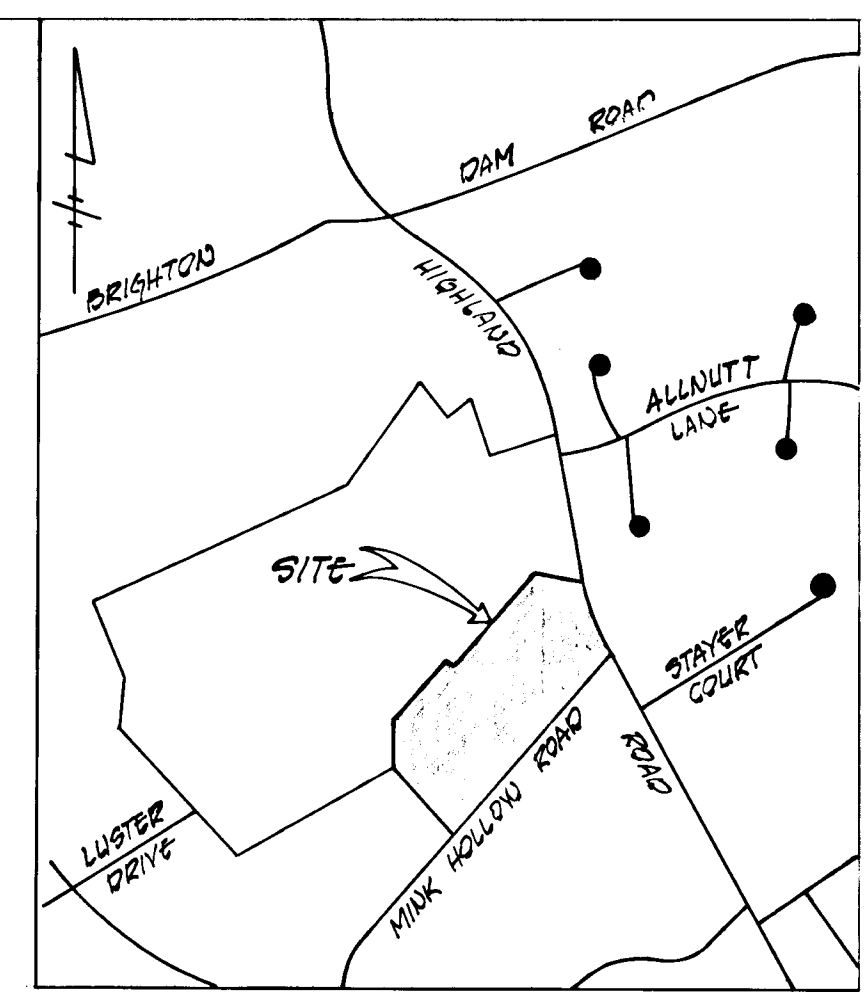 BRIGHTON DAM ROAD
HIGHLAND ROAD
ALLNUTT
LANE
SITE
STAYER
COURT
MINK HOLLOW ROAD
LUSTER
DRIVE